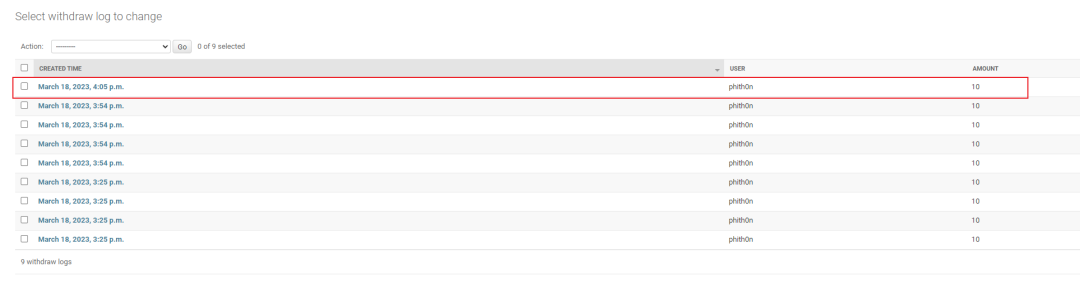 Select withdraw log to change
Action: --------- Go 0 of 9 selected
CREATED TIME USER AMOUNT
March 18, 2023, 4:05 p.m. phith0n 10
March 18, 2023, 3:54 p.m. phith0n 10
March 18, 2023, 3:54 p.m. phith0n 10
March 18, 2023, 3:54 p.m. phith0n 10
March 18, 2023, 3:54 p.m. phith0n 10
March 18, 2023, 3:25 p.m. phith0n 10
March 18, 2023, 3:25 p.m. phith0n 10
March 18, 2023, 3:25 p.m. phith0n 10
March 18, 2023, 3:25 p.m. phith0n 10
9 withdraw logs